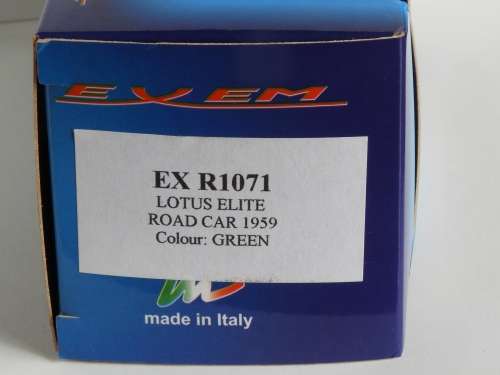 EXEM
EX R1071
LOTUS ELITE
ROAD CAR 1959
Colour: GREEN
made in Italy